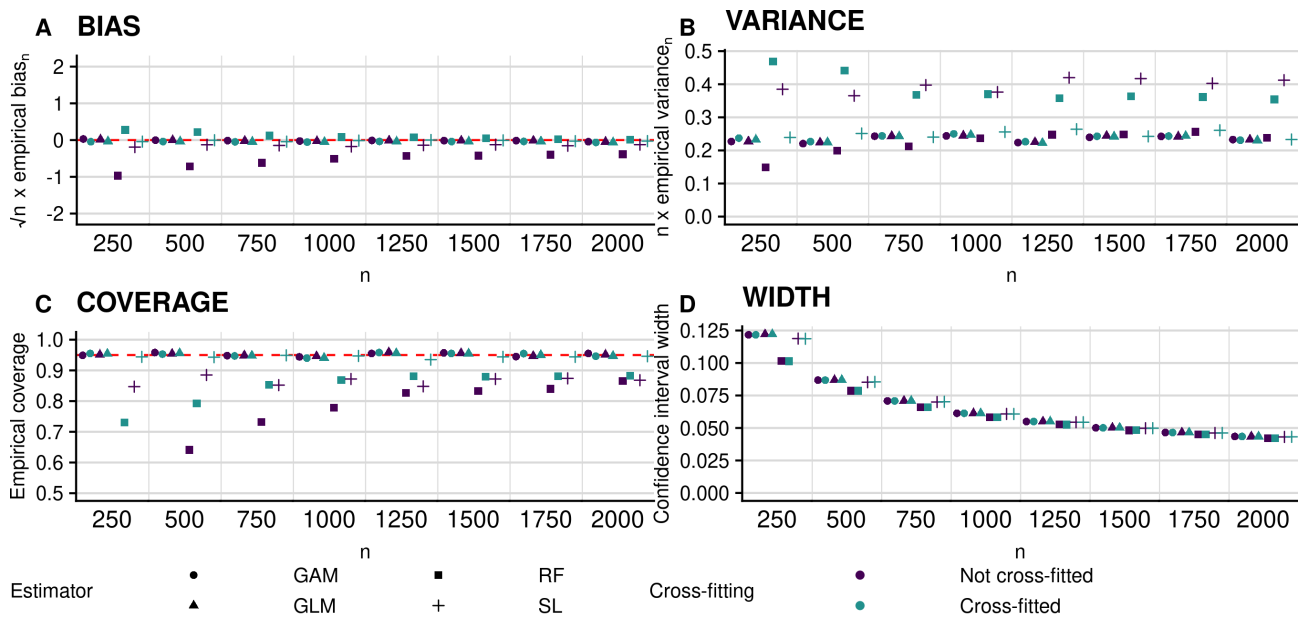 A BIAS
√n x empirical biasₙ
2
1
0
-1
-2
250 500 750 1000 1250 1500 1750 2000
n
B VARIANCE
n x empirical varianceₙ
0.5
0.4
0.3
0.2
0.1
0.0
250 500 750 1000 1250 1500 1750 2000
n
C COVERAGE
Empirical coverage
1.0
0.9
0.8
0.7
0.6
0.5
250 500 750 1000 1250 1500 1750 2000
n
D WIDTH
Confidence interval width
0.125
0.100
0.075
0.050
0.025
0.000
250 500 750 1000 1250 1500 1750 2000
n
Estimator
GAM
GLM
RF
SL
Cross-fitting
Not cross-fitted
Cross-fitted